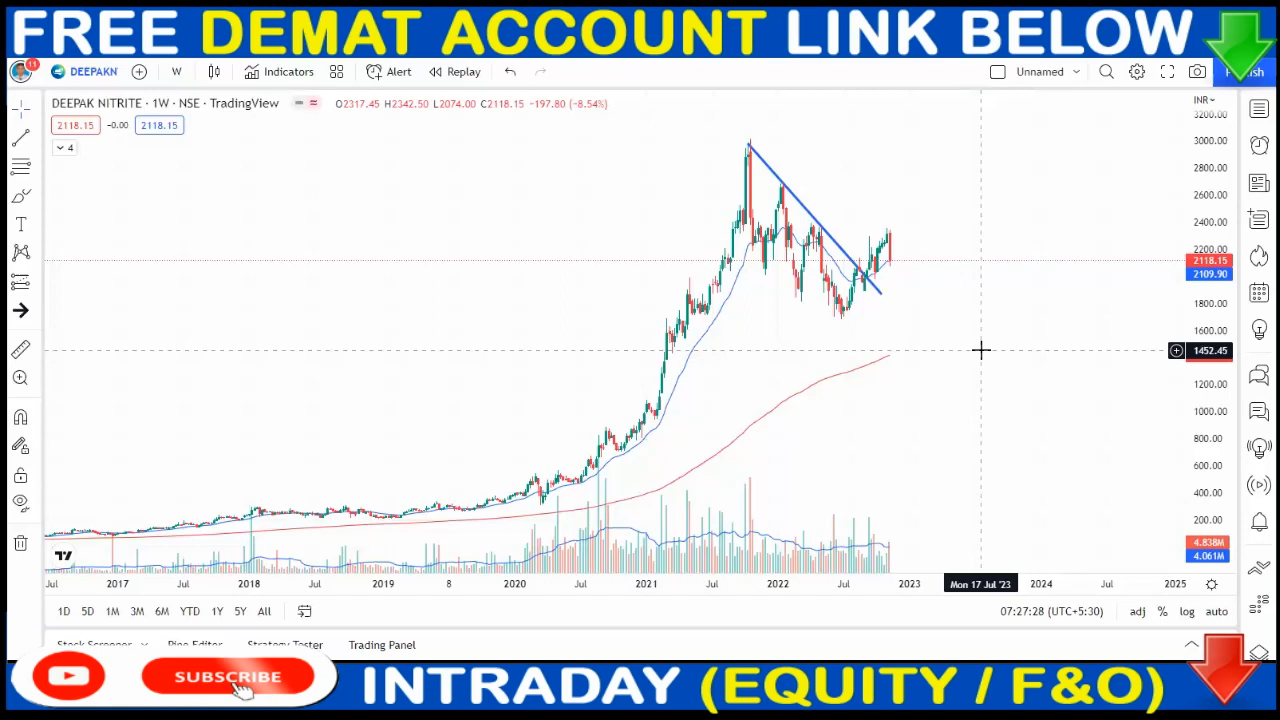 FREE DEMAT ACCOUNT LINK BELOW
11 DEEPAKN W Indicators Alert Replay Unnamed Publish
DEEPAK NITRITE · 1W · NSE · TradingView O2317.45 H2342.50 L2074.00 C2118.15 −197.80 (−8.54%) INR
2118.15 -0.00 2118.15
4
3200.00
3000.00
2800.00
2600.00
2400.00
2200.00
2118.15
2109.90
1800.00
1600.00
1452.45
1200.00
1000.00
800.00
600.00
400.00
200.00
4.838M
4.061M
Jul 2017 Jul 2018 Jul 2019 8 2020 Jul 2021 Jul 2022 Jul 2023 Mon 17 Jul '23 2024 Jul 2025
1D 5D 1M 3M 6M YTD 1Y 5Y All 07:27:28 (UTC+5:30) adj % log auto
Stock Screener Pine Editor Strategy Tester Trading Panel
SUBSCRIBE
INTRADAY (EQUITY / F&O)